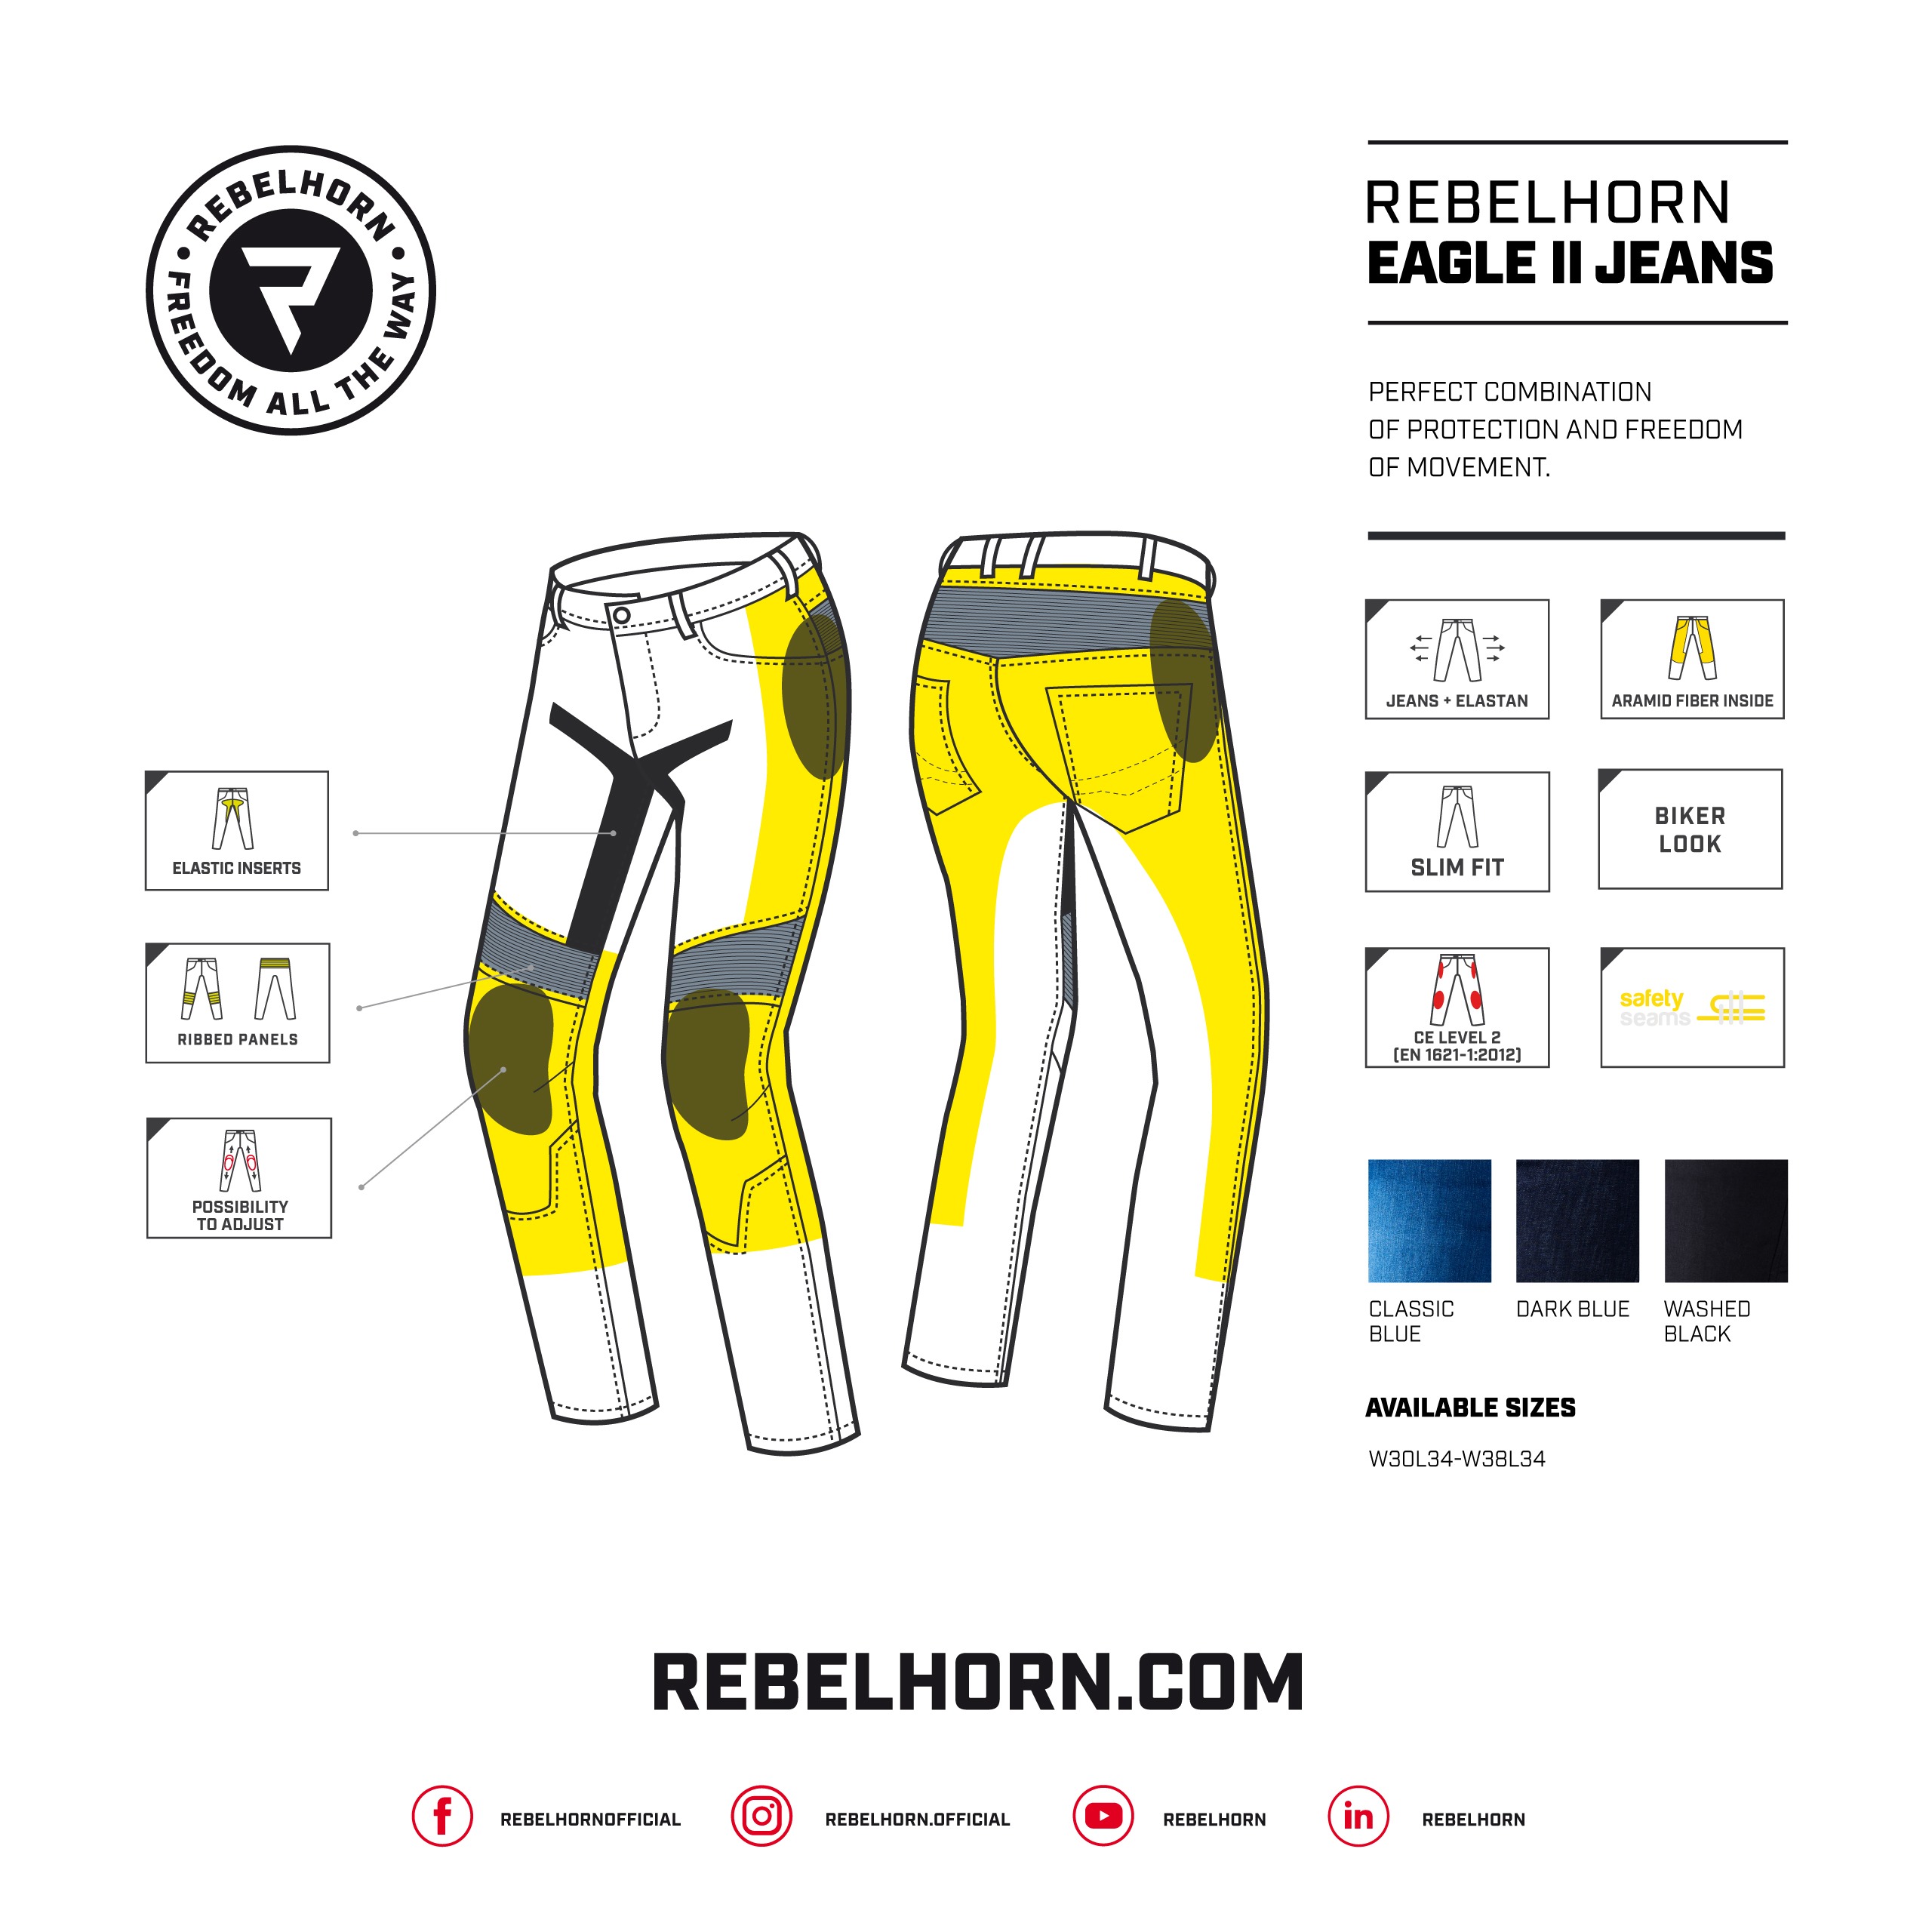 REBELHORN
FREEDOM ALL THE WAY
REBELHORN
EAGLE II JEANS
PERFECT COMBINATION
OF PROTECTION AND FREEDOM
OF MOVEMENT.
ELASTIC INSERTS
RIBBED PANELS
POSSIBILITY
TO ADJUST
JEANS + ELASTAN
ARAMID FIBER INSIDE
SLIM FIT
BIKER
LOOK
CE LEVEL 2
(EN 1621-1:2012)
safety
seams
CLASSIC
BLUE
DARK BLUE
WASHED
BLACK
AVAILABLE SIZES
W30L34-W38L34
REBELHORN.COM
REBELHORNOFFICIAL
REBELHORN.OFFICIAL
REBELHORN
REBELHORN